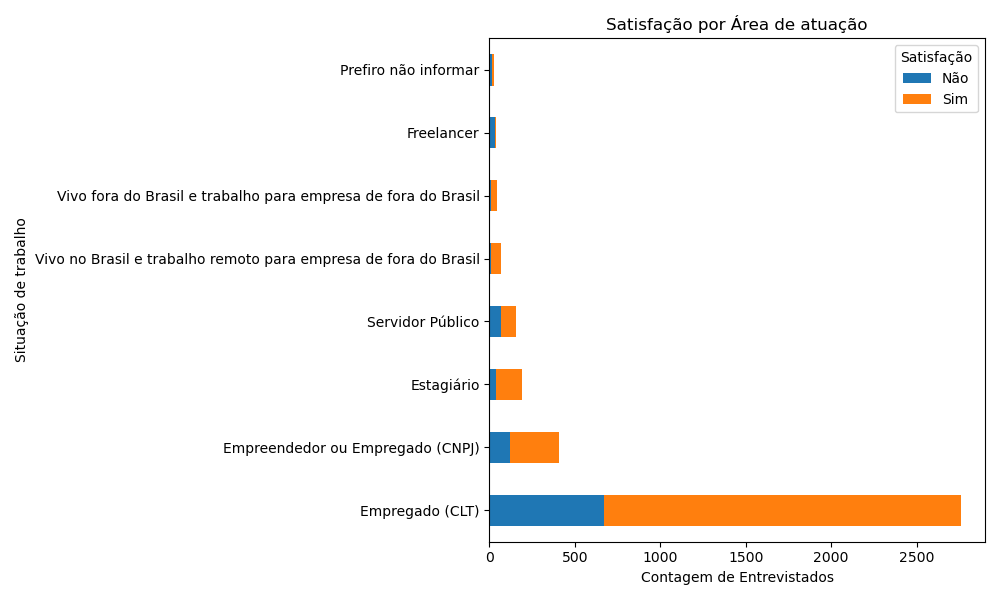 Satisfação por Área de atuação
Satisfação
Não
Sim
Situação de trabalho
Prefiro não informar
Freelancer
Vivo fora do Brasil e trabalho para empresa de fora do Brasil
Vivo no Brasil e trabalho remoto para empresa de fora do Brasil
Servidor Público
Estagiário
Empreendedor ou Empregado (CNPJ)
Empregado (CLT)
0 500 1000 1500 2000 2500
Contagem de Entrevistados